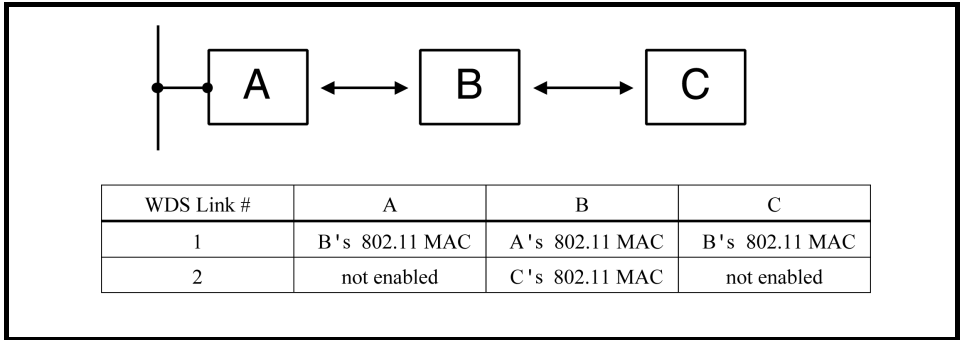 A B C
WDS Link # A B C
1 B's 802.11 MAC A's 802.11 MAC B's 802.11 MAC
2 not enabled C's 802.11 MAC not enabled